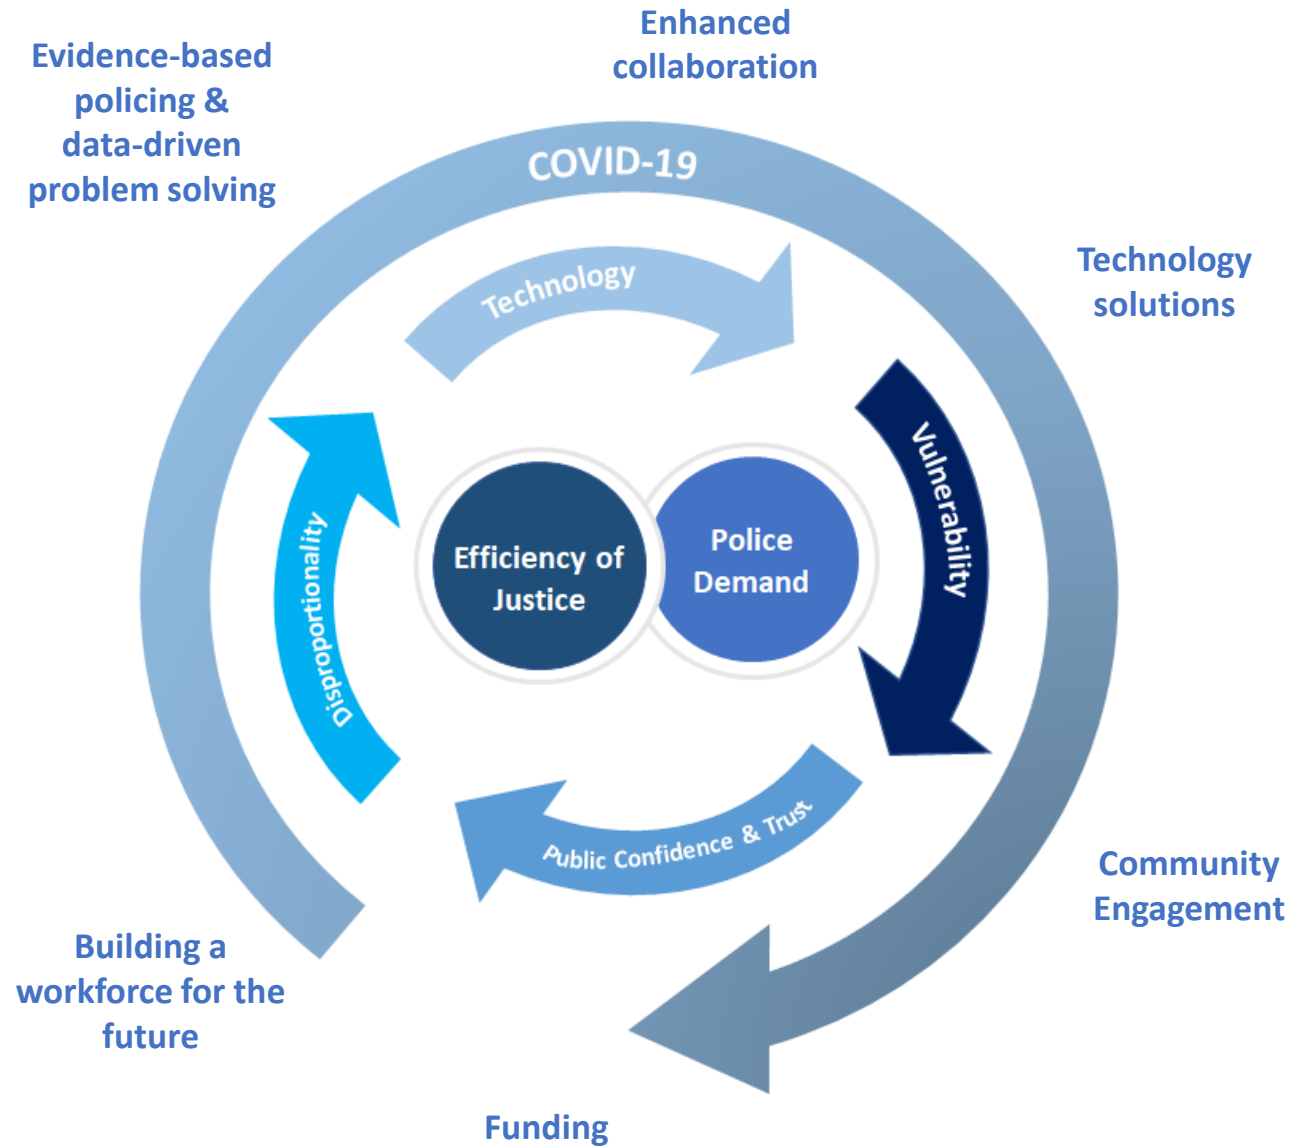 Enhanced
collaboration
Evidence-based
policing &
data-driven
problem solving
COVID-19
Technology
Technology
solutions
Vulnerability
Disproportionality
Efficiency of
Justice
Police
Demand
Public Confidence & Trust
Community
Engagement
Building a
workforce for the
future
Funding